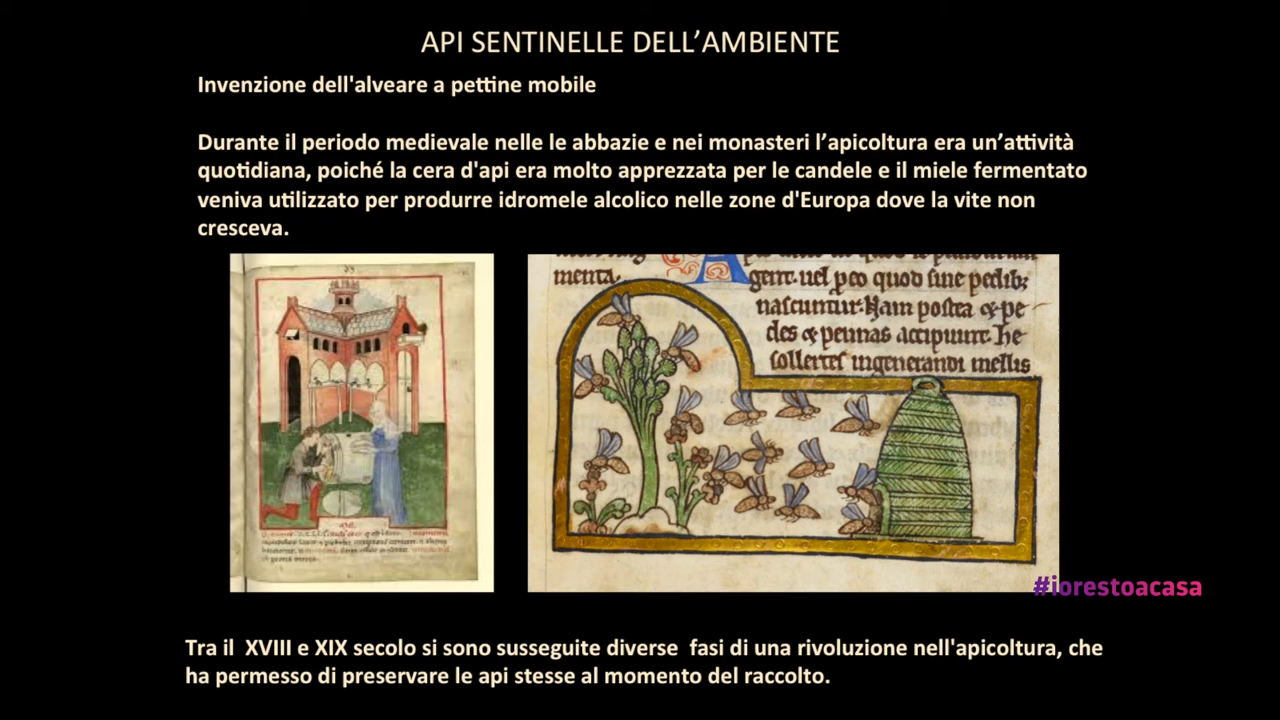 API SENTINELLE DELL’AMBIENTE
Invenzione dell'alveare a pettine mobile
Durante il periodo medievale nelle le abbazie e nei monasteri l’apicoltura era un’attività
quotidiana, poiché la cera d'api era molto apprezzata per le candele e il miele fermentato
veniva utilizzato per produrre idromele alcolico nelle zone d'Europa dove la vite non
cresceva.
menta.
gent. uel peo quod sine pedib;
nascuntur. Nam postea & pe
des & pennas accipiunt. he
sollertes in generandi mellis
#iorestoacasa
Tra il XVIII e XIX secolo si sono susseguite diverse fasi di una rivoluzione nell'apicoltura, che
ha permesso di preservare le api stesse al momento del raccolto.